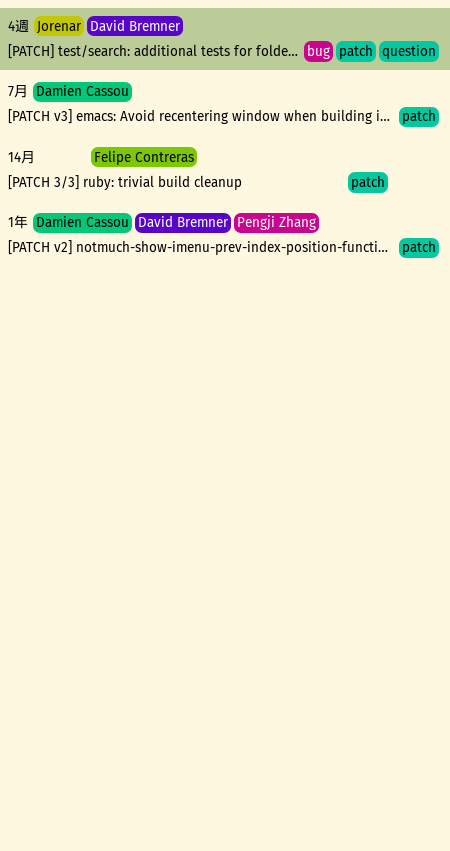 4週 Jorenar David Bremner
[PATCH] test/search: additional tests for folde... bug patch question
7月 Damien Cassou
[PATCH v3] emacs: Avoid recentering window when building i... patch
14月 Felipe Contreras
[PATCH 3/3] ruby: trivial build cleanup patch
1年 Damien Cassou David Bremner Pengji Zhang
[PATCH v2] notmuch-show-imenu-prev-index-position-functi... patch